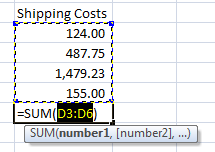 Shipping Costs
124.00
487.75
1,479.23
155.00
=SUM(D3:D6)
SUM(number1, [number2], ...)